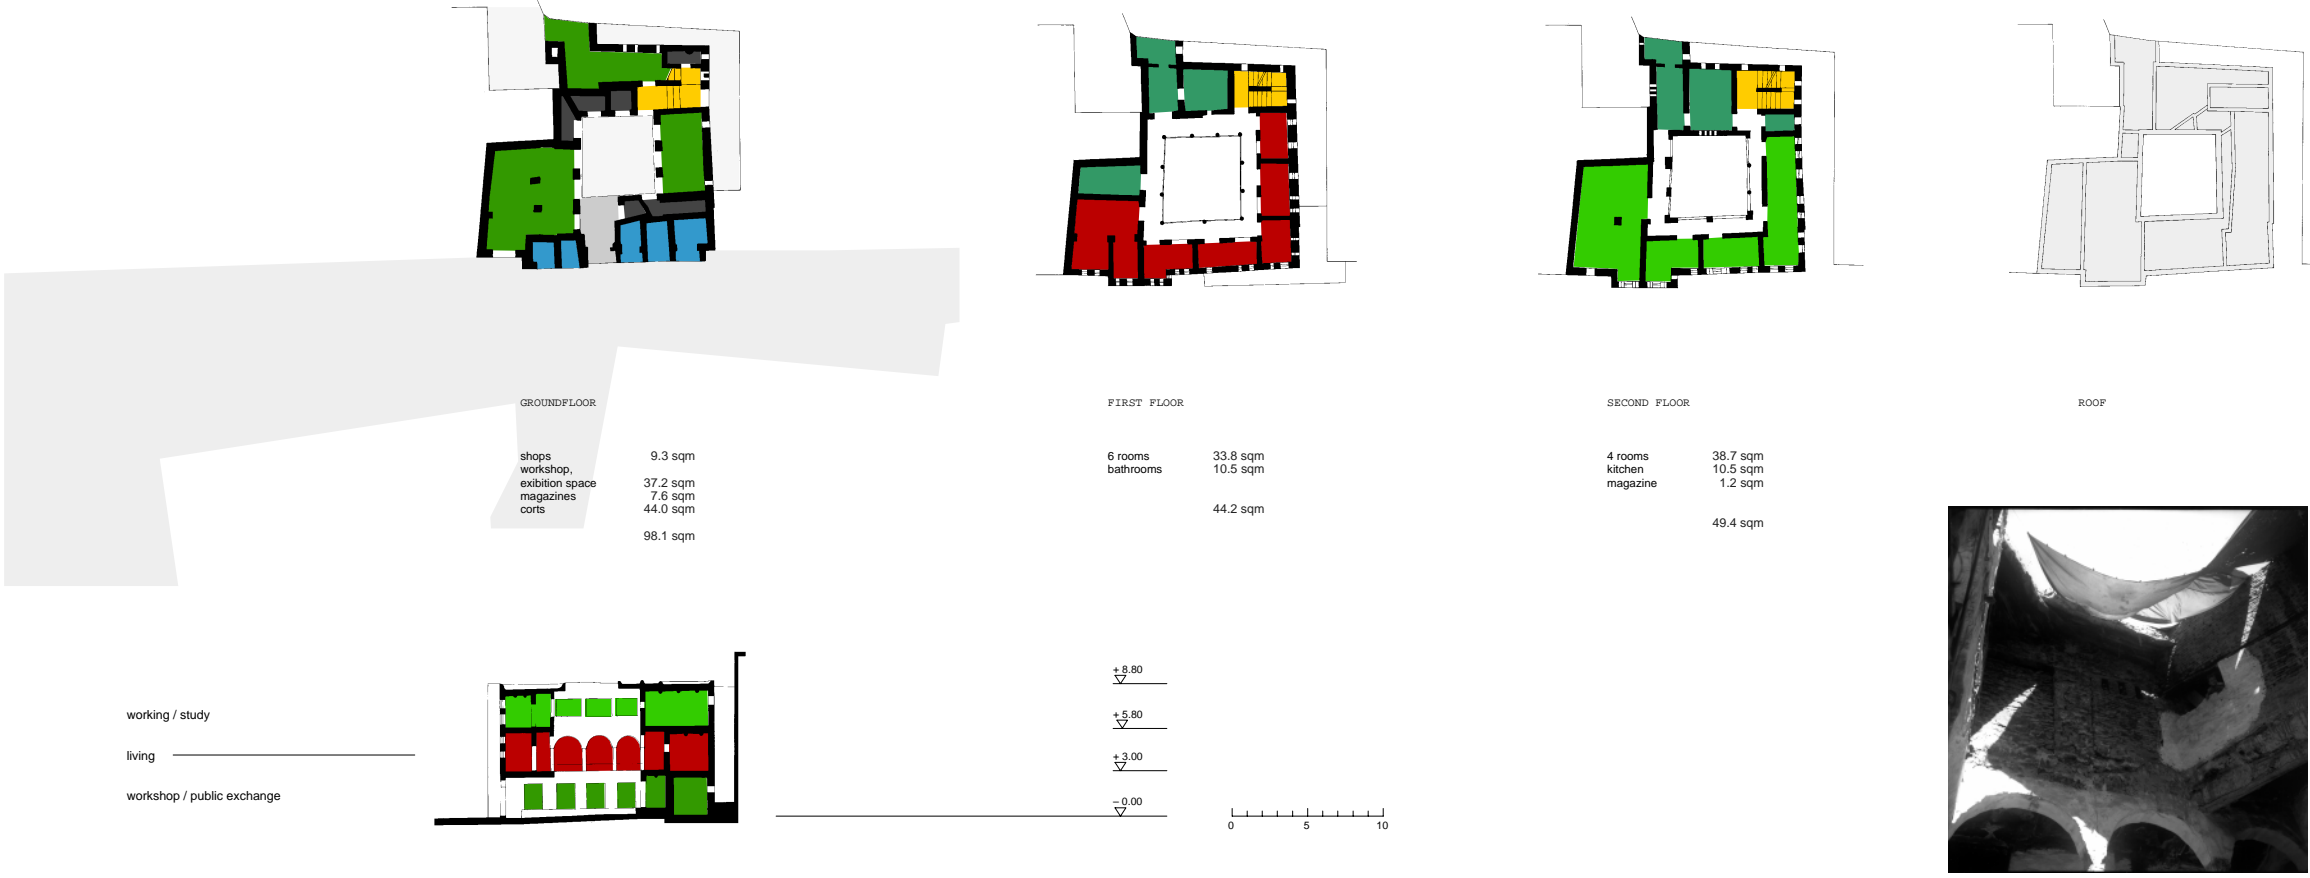 GROUNDFLOOR
shops 9.3 sqm
workshop,
exibition space 37.2 sqm
magazines 7.6 sqm
corts 44.0 sqm
98.1 sqm
FIRST FLOOR
6 rooms 33.8 sqm
bathrooms 10.5 sqm
44.2 sqm
SECOND FLOOR
4 rooms 38.7 sqm
kitchen 10.5 sqm
magazine 1.2 sqm
49.4 sqm
ROOF
working / study
living
workshop / public exchange
+ 8.80
+ 5.80
+ 3.00
– 0.00
0 5 10